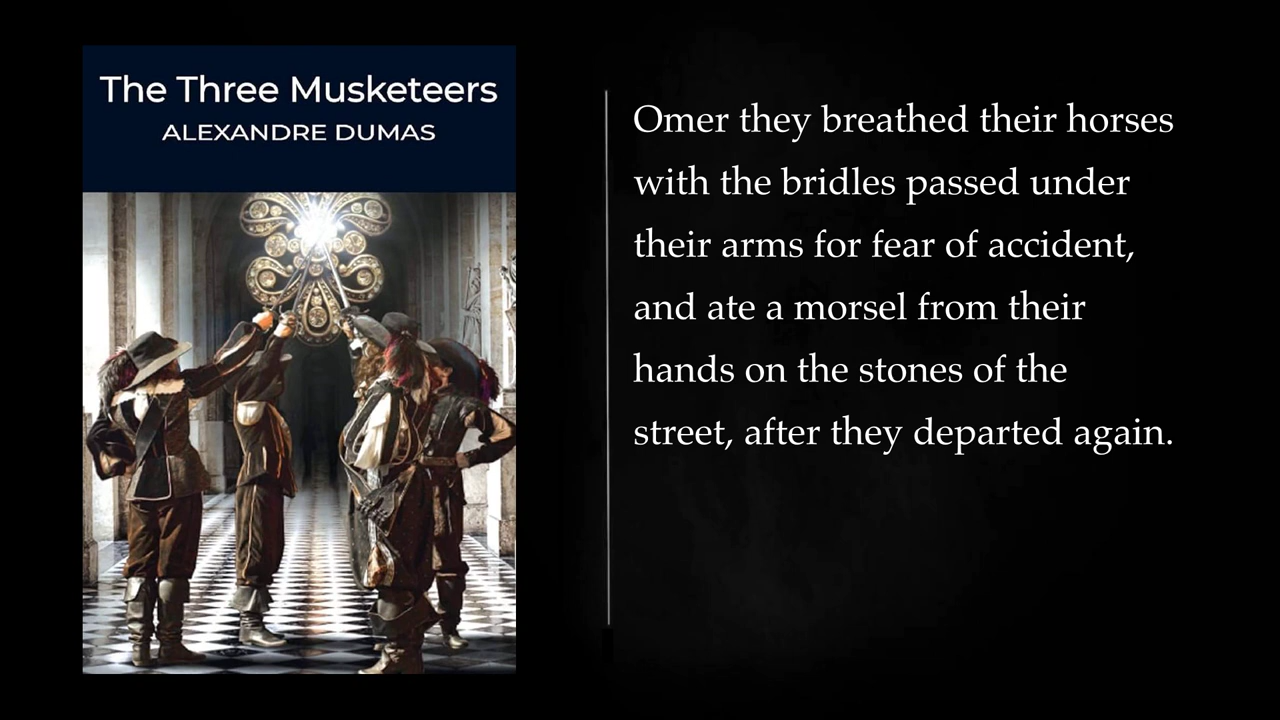 The Three Musketeers
ALEXANDRE DUMAS
Omer they breathed their horses
with the bridles passed under
their arms for fear of accident,
and ate a morsel from their
hands on the stones of the
street, after they departed again.